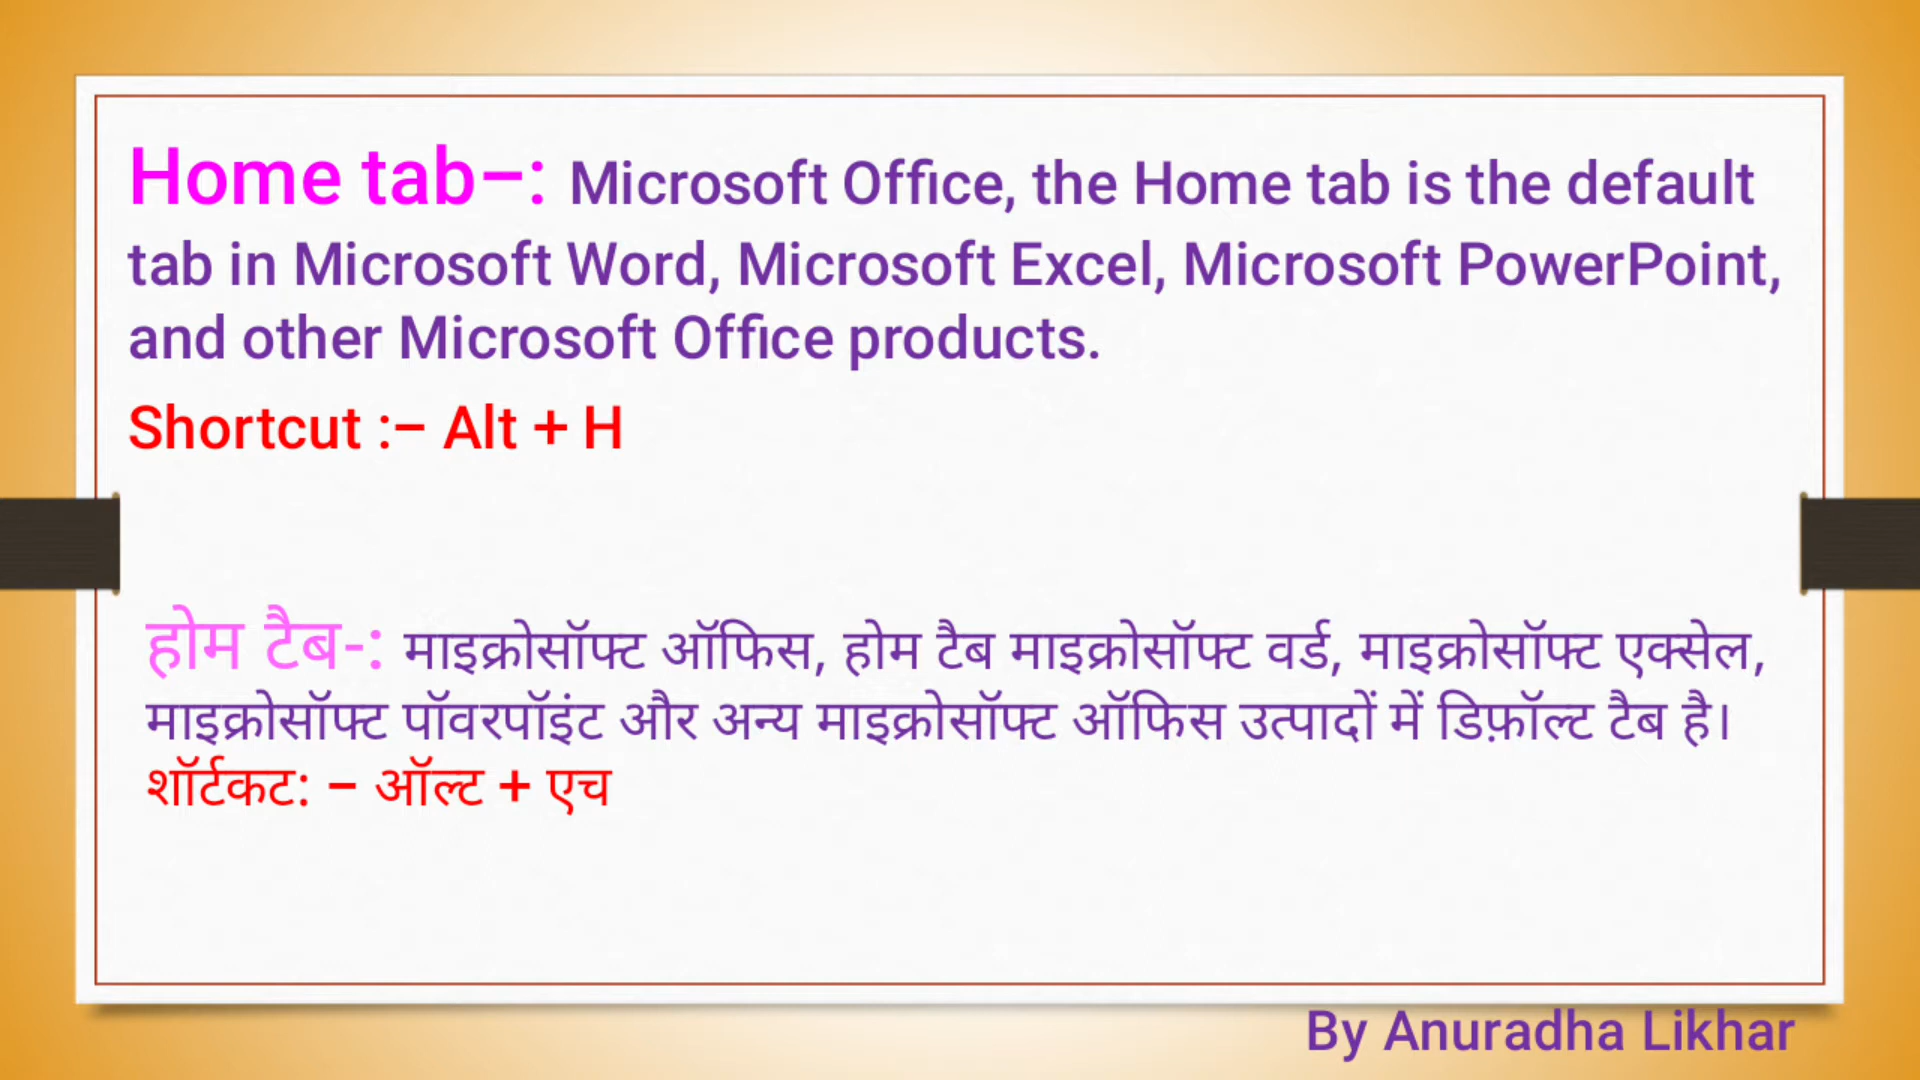 Home tab–: Microsoft Office, the Home tab is the default
tab in Microsoft Word, Microsoft Excel, Microsoft PowerPoint,
and other Microsoft Office products.
Shortcut :– Alt + H
होम टैब-: माइक्रोसॉफ्ट ऑफिस, होम टैब माइक्रोसॉफ्ट वर्ड, माइक्रोसॉफ्ट एक्सेल,
माइक्रोसॉफ्ट पॉवरपॉइंट और अन्य माइक्रोसॉफ्ट ऑफिस उत्पादों में डिफ़ॉल्ट टैब है।
शॉर्टकट: – ऑल्ट + एच
By Anuradha Likhar